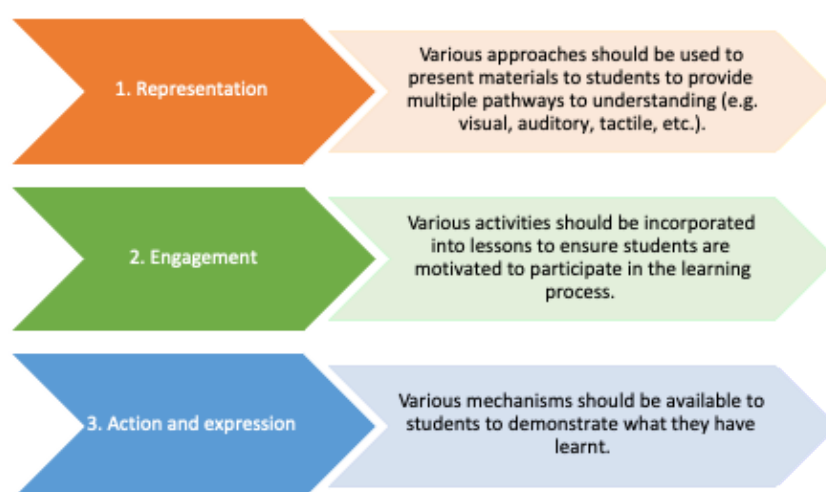 1. Representation
Various approaches should be used to
present materials to students to provide
multiple pathways to understanding (e.g.
visual, auditory, tactile, etc.).
2. Engagement
Various activities should be incorporated
into lessons to ensure students are
motivated to participate in the learning
process.
3. Action and expression
Various mechanisms should be available to
students to demonstrate what they have
learnt.